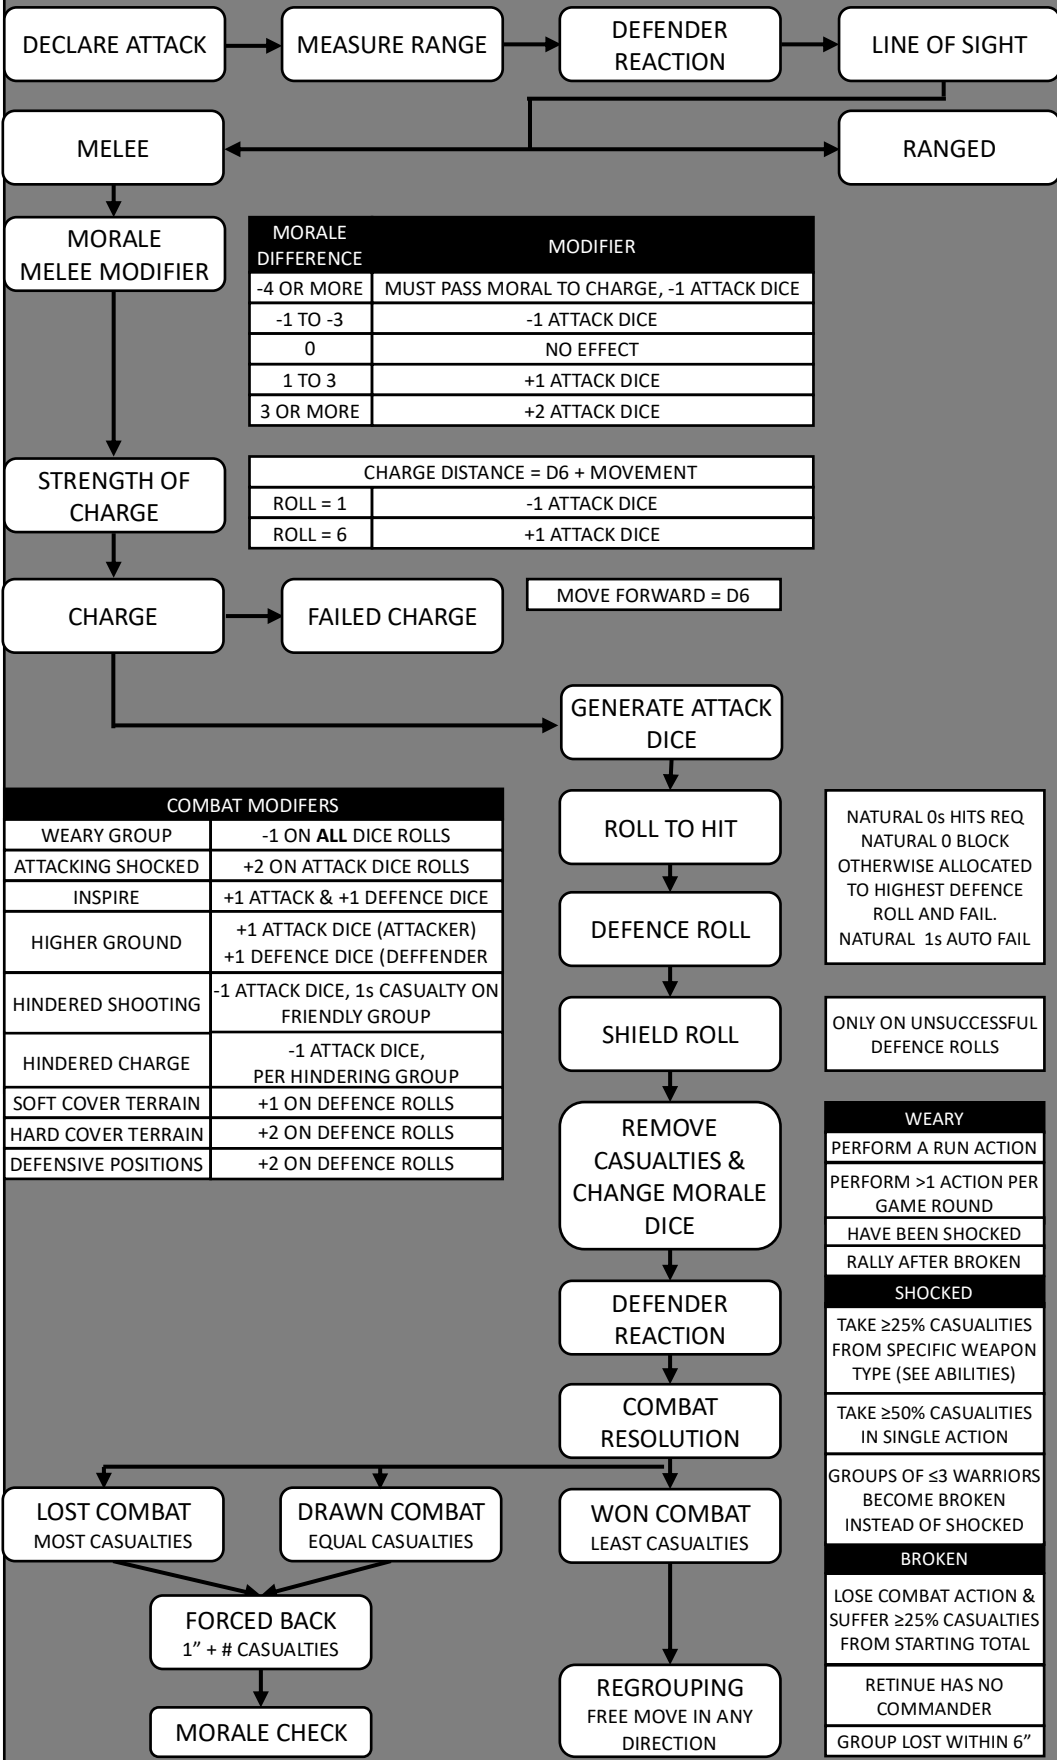 DECLARE ATTACK
MEASURE RANGE
DEFENDER
REACTION
LINE OF SIGHT
MELEE
RANGED
MORALE
MELEE MODIFIER
MORALE
DIFFERENCE
MODIFIER
-4 OR MORE
MUST PASS MORAL TO CHARGE, -1 ATTACK DICE
-1 TO -3
-1 ATTACK DICE
0
NO EFFECT
1 TO 3
+1 ATTACK DICE
3 OR MORE
+2 ATTACK DICE
STRENGTH OF
CHARGE
CHARGE DISTANCE = D6 + MOVEMENT
ROLL = 1
-1 ATTACK DICE
ROLL = 6
+1 ATTACK DICE
CHARGE
FAILED CHARGE
MOVE FORWARD = D6
GENERATE ATTACK
DICE
ROLL TO HIT
DEFENCE ROLL
SHIELD ROLL
REMOVE
CASUALTIES &
CHANGE MORALE
DICE
DEFENDER
REACTION
COMBAT
RESOLUTION
COMBAT MODIFERS
WEARY GROUP
-1 ON ALL DICE ROLLS
ATTACKING SHOCKED
+2 ON ATTACK DICE ROLLS
INSPIRE
+1 ATTACK & +1 DEFENCE DICE
HIGHER GROUND
+1 ATTACK DICE (ATTACKER)
+1 DEFENCE DICE (DEFFENDER
HINDERED SHOOTING
-1 ATTACK DICE, 1s CASUALTY ON
FRIENDLY GROUP
HINDERED CHARGE
-1 ATTACK DICE,
PER HINDERING GROUP
SOFT COVER TERRAIN
+1 ON DEFENCE ROLLS
HARD COVER TERRAIN
+2 ON DEFENCE ROLLS
DEFENSIVE POSITIONS
+2 ON DEFENCE ROLLS
NATURAL 0s HITS REQ
NATURAL 0 BLOCK
OTHERWISE ALLOCATED
TO HIGHEST DEFENCE
ROLL AND FAIL.
NATURAL 1s AUTO FAIL
ONLY ON UNSUCCESSFUL
DEFENCE ROLLS
WEARY
PERFORM A RUN ACTION
PERFORM >1 ACTION PER
GAME ROUND
HAVE BEEN SHOCKED
RALLY AFTER BROKEN
SHOCKED
TAKE ≥25% CASUALITIES
FROM SPECIFIC WEAPON
TYPE (SEE ABILITIES)
TAKE ≥50% CASUALITIES
IN SINGLE ACTION
GROUPS OF ≤3 WARRIORS
BECOME BROKEN
INSTEAD OF SHOCKED
BROKEN
LOSE COMBAT ACTION &
SUFFER ≥25% CASUALTIES
FROM STARTING TOTAL
RETINUE HAS NO
COMMANDER
GROUP LOST WITHIN 6”
LOST COMBAT
MOST CASUALTIES
DRAWN COMBAT
EQUAL CASUALTIES
WON COMBAT
LEAST CASUALTIES
FORCED BACK
1” + # CASUALTIES
MORALE CHECK
REGROUPING
FREE MOVE IN ANY
DIRECTION